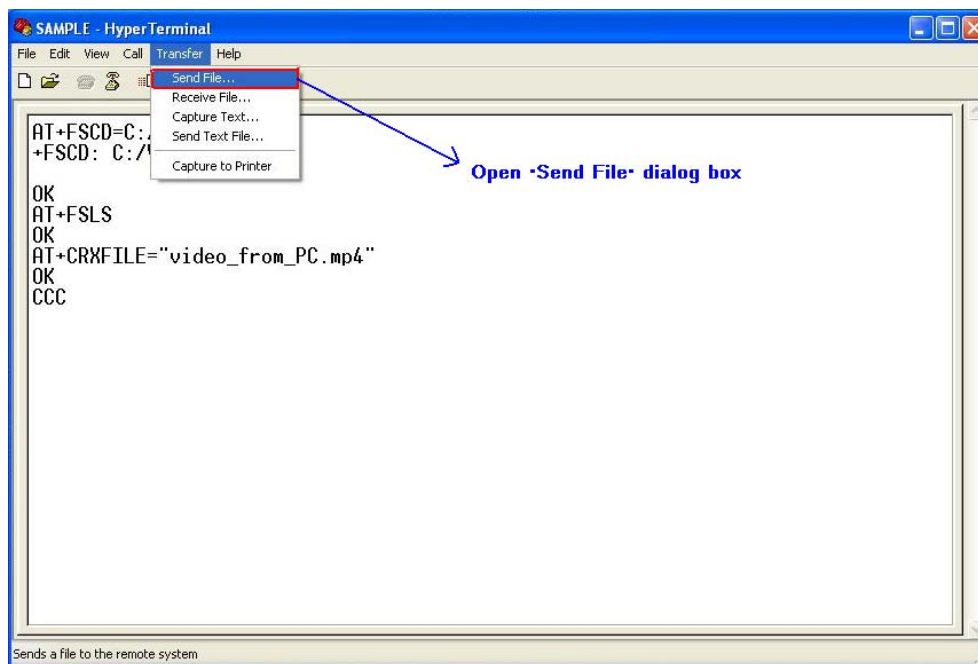 SAMPLE - HyperTerminal
File Edit View Call Transfer Help
Send File...
Receive File...
Capture Text...
Send Text File...
Capture to Printer
AT+FSCD=C:/
+FSCD: C:/
OK
AT+FSLS
OK
AT+CRXFILE="video_from_PC.mp4"
OK
CCC
Open "Send File" dialog box
Sends a file to the remote system